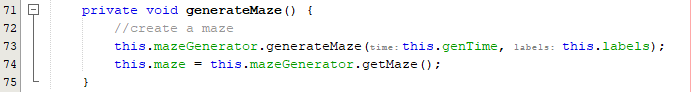 71 private void generateMaze() {
72 //create a maze
73 this.mazeGenerator.generateMaze(time: this.genTime, labels: this.labels);
74 this.maze = this.mazeGenerator.getMaze();
75 }